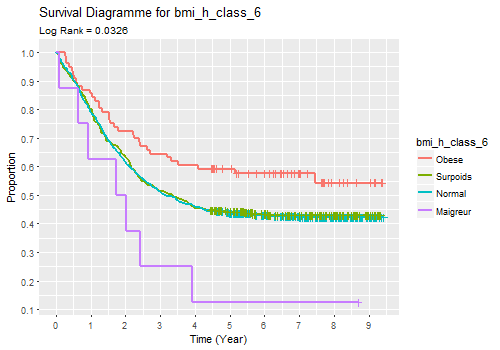 Survival Diagramme for bmi_h_class_6
Log Rank = 0.0326
1.0
0.9
0.8
0.7
0.6
0.5
0.4
0.3
0.2
0.1
Proportion
0 1 2 3 4 5 6 7 8 9
Time (Year)
bmi_h_class_6
Obese
Surpoids
Normal
Maigreur